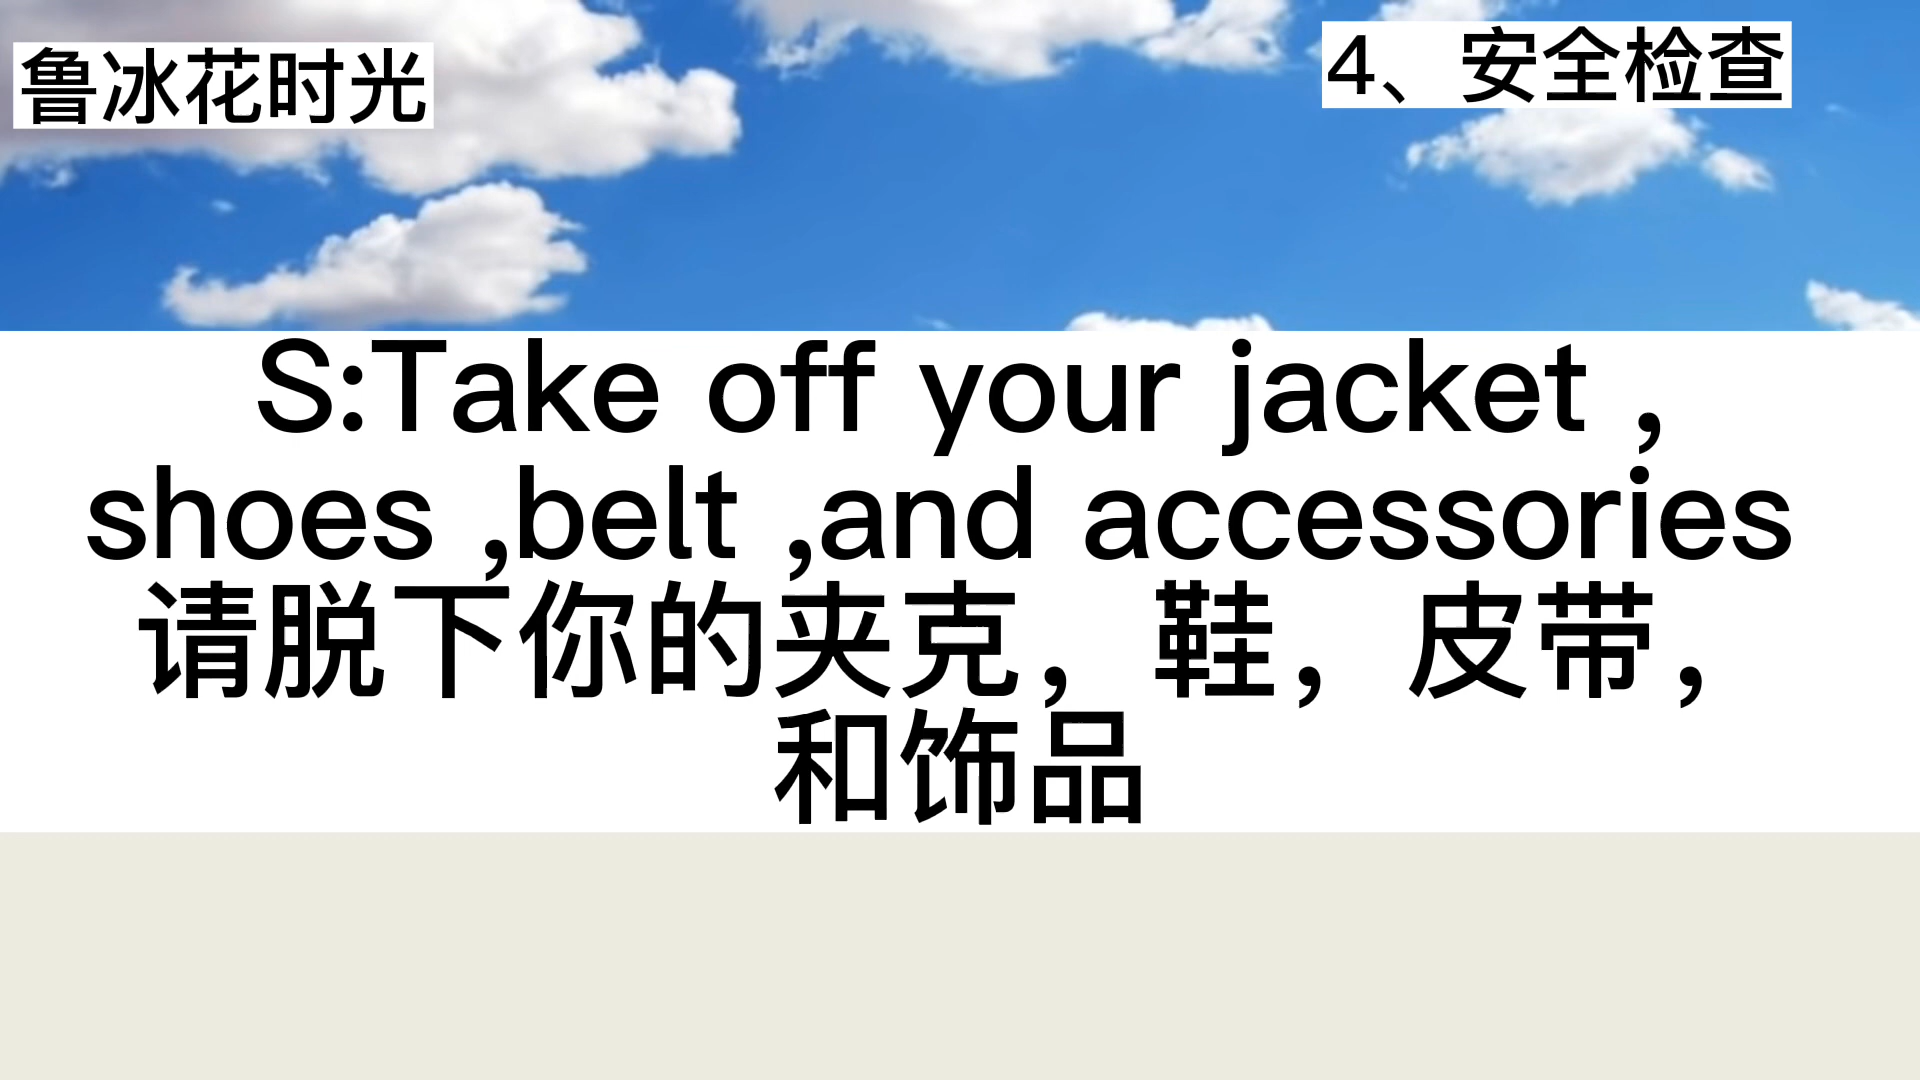 鲁冰花时光
4、安全检查
S:Take off your jacket ,
shoes ,belt ,and accessories
请脱下你的夹克，鞋，皮带，
和饰品